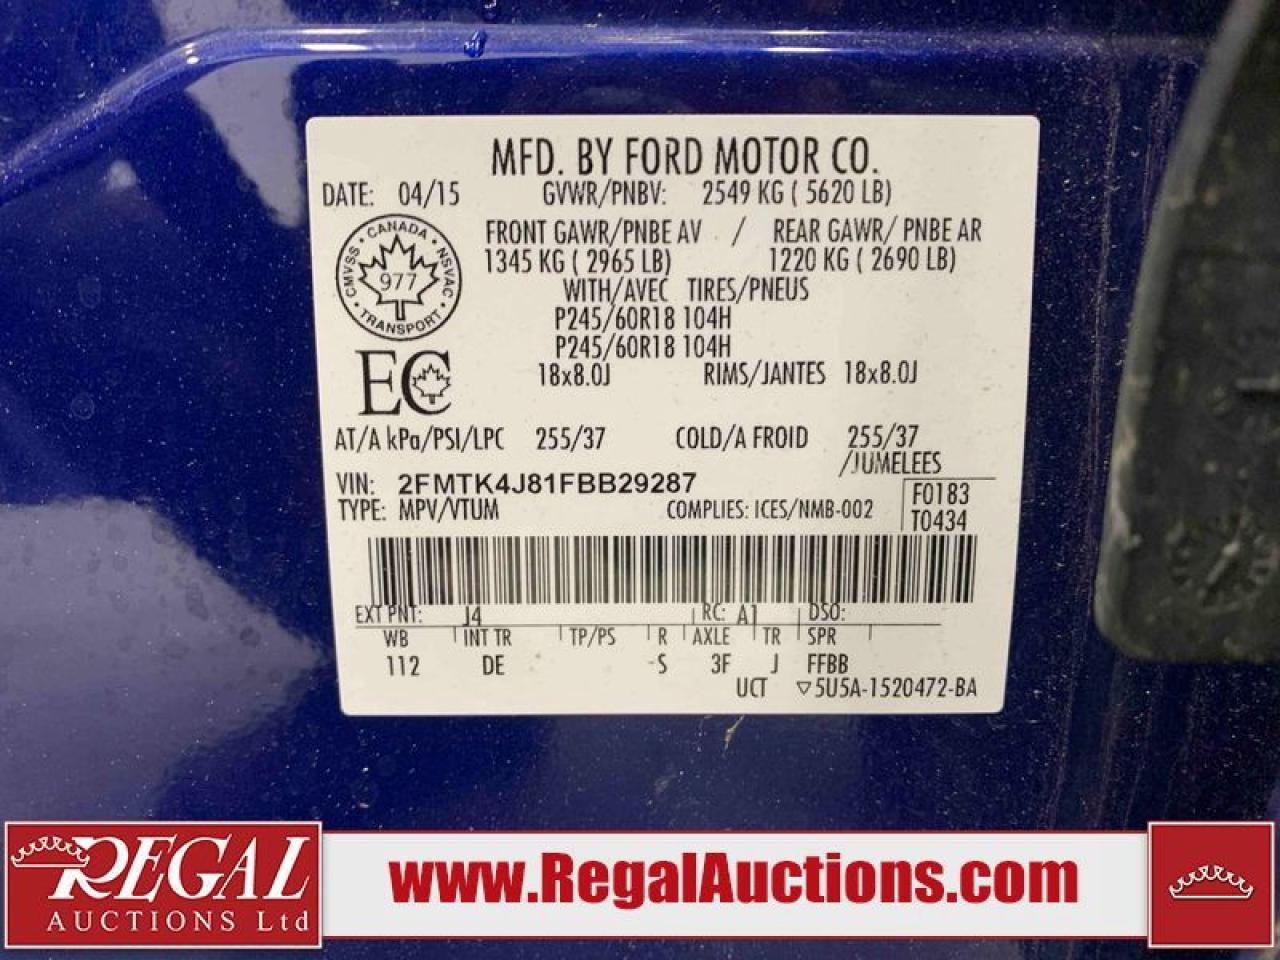 MFD. BY FORD MOTOR CO.
DATE: 04/15 GVWR/PNBV: 2549 KG ( 5620 LB)
FRONT GAWR/PNBE AV / REAR GAWR/ PNBE AR
1345 KG ( 2965 LB) 1220 KG ( 2690 LB)
WITH/AVEC TIRES/PNEUS
P245/60R18 104H
P245/60R18 104H
18x8.0J RIMS/JANTES 18x8.0J
CANADA
CMVSS NSVAC
977
TRANSPORT
EC
AT/A kPa/PSI/LPC 255/37 COLD/A FROID 255/37
/JUMELEES
VIN: 2FMTK4J81FBB29287
TYPE: MPV/VTUM COMPLIES: ICES/NMB-002
F0183
T0434
EXT PNT: J4 RC: A1 DSO:
WB INT TR TP/PS R AXLE TR SPR
112 DE S 3F J FFBB
UCT ▽5U5A-1520472-BA
REGAL
AUCTIONS Ltd
www.RegalAuctions.com